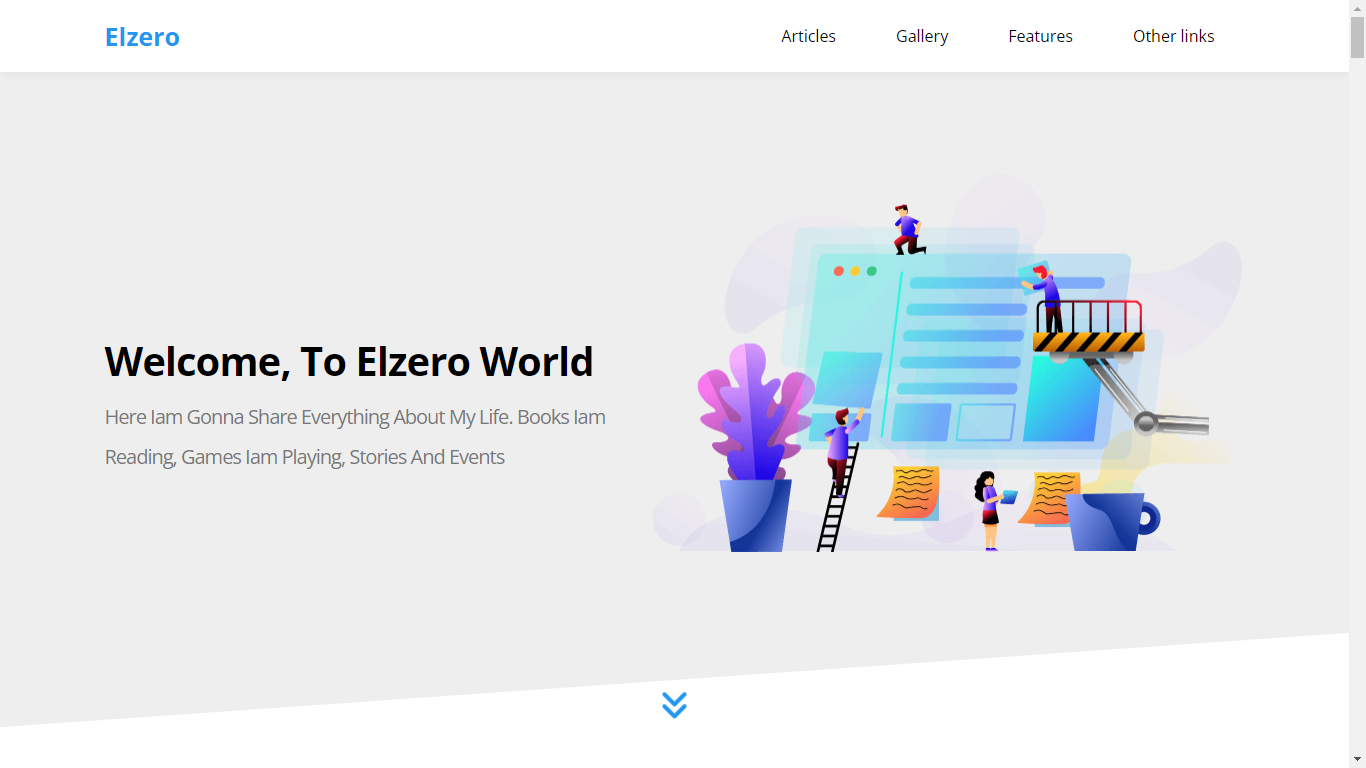 Elzero
Articles
Gallery
Features
Other links
Welcome, To Elzero World
Here Iam Gonna Share Everything About My Life. Books Iam
Reading, Games Iam Playing, Stories And Events